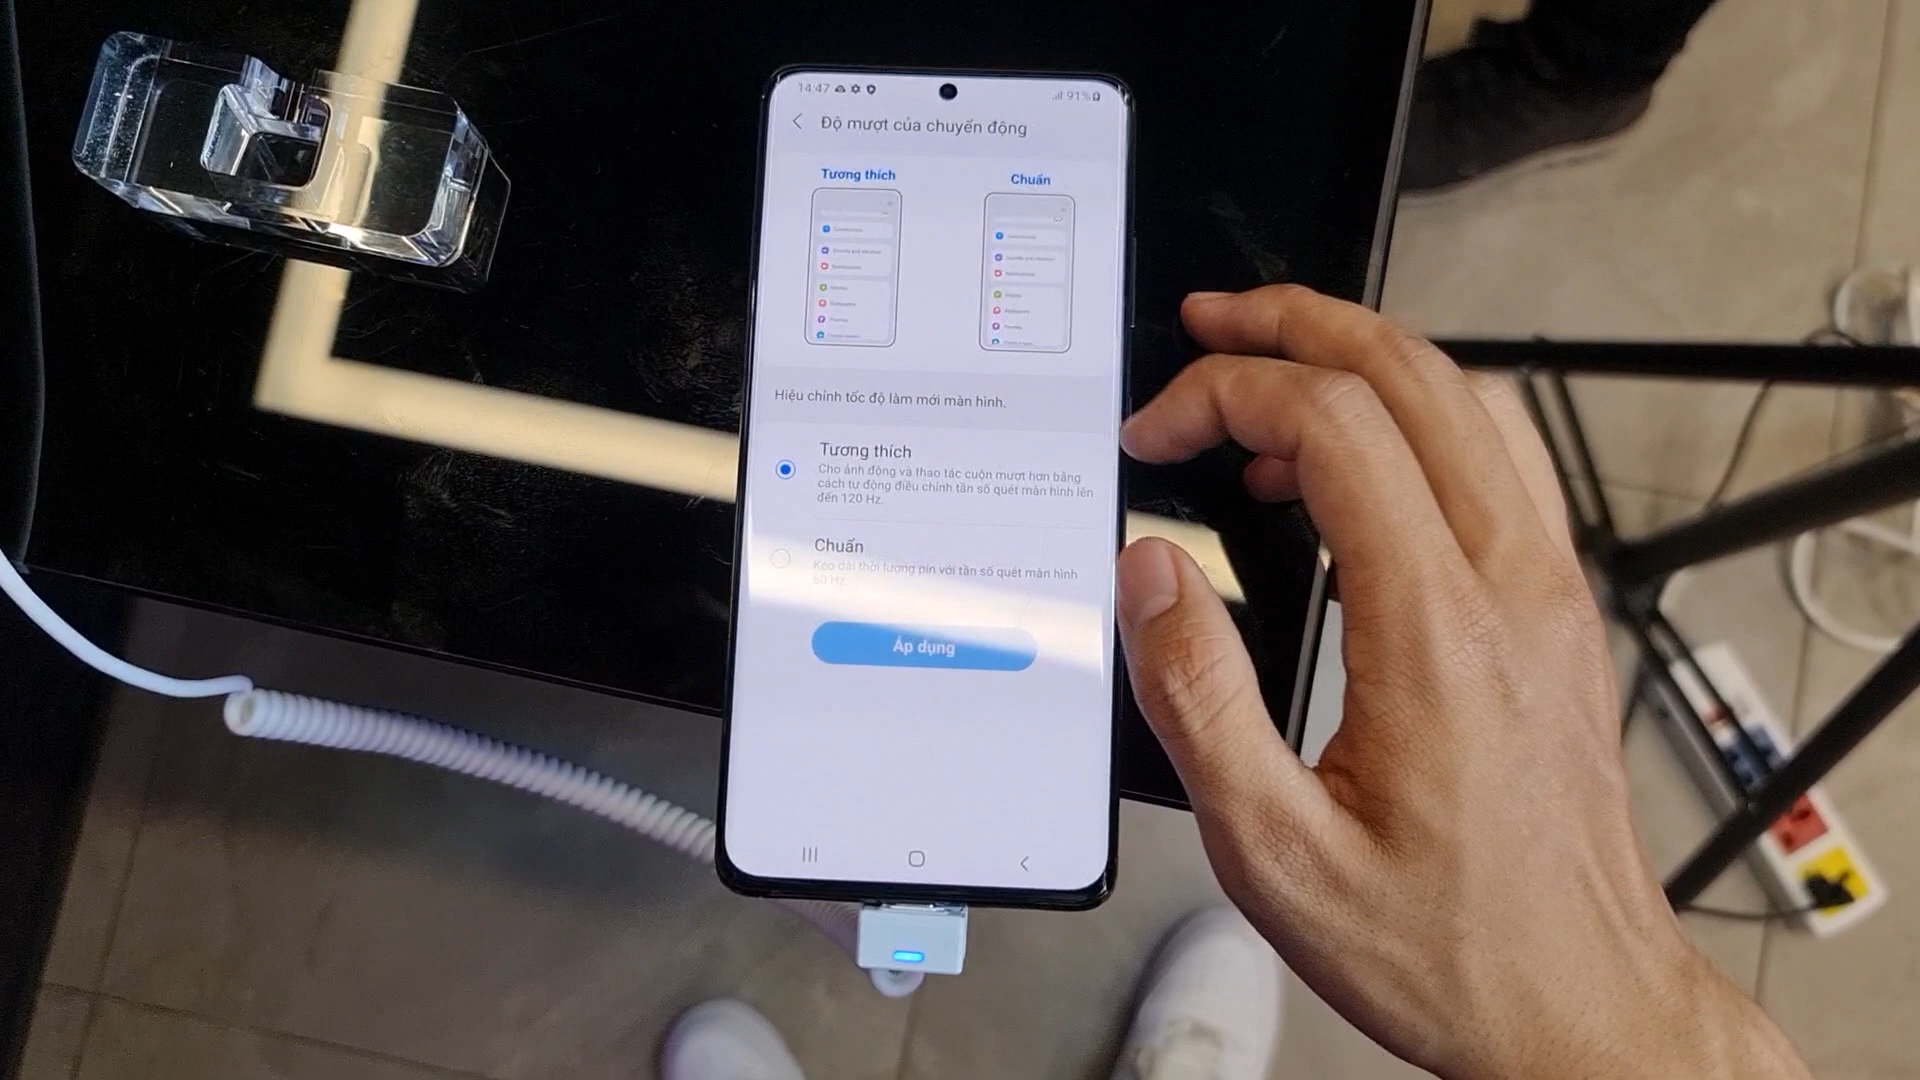 14:47
91%
Độ mượt của chuyển động
Tương thích
Chuẩn
Hiệu chỉnh tốc độ làm mới màn hình.
Tương thích
Cho ảnh động và thao tác cuộn mượt hơn bằng
cách tự động điều chỉnh tần số quét màn hình lên
đến 120 Hz.
Chuẩn
Kéo dài thời lượng pin với tần số quét màn hình
60 Hz
Áp dụng